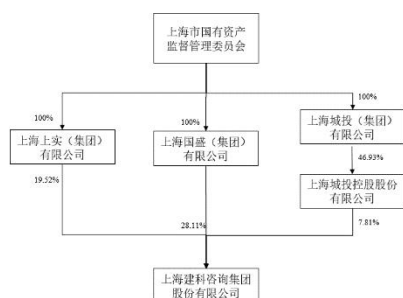 上海市国有资产
监督管理委员会
100%
100%
100%
上海上实（集团）
有限公司
上海国盛（集团）
有限公司
上海城投（集团）
有限公司
46.93%
19.52%
上海城投控股股份
有限公司
28.11%
7.81%
上海建科咨询集团
股份有限公司